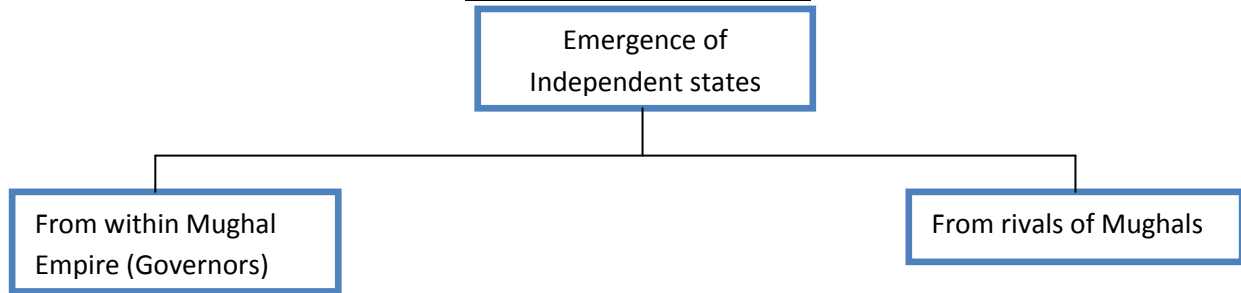 Emergence of
Independent states
From within Mughal
Empire (Governors)
From rivals of Mughals